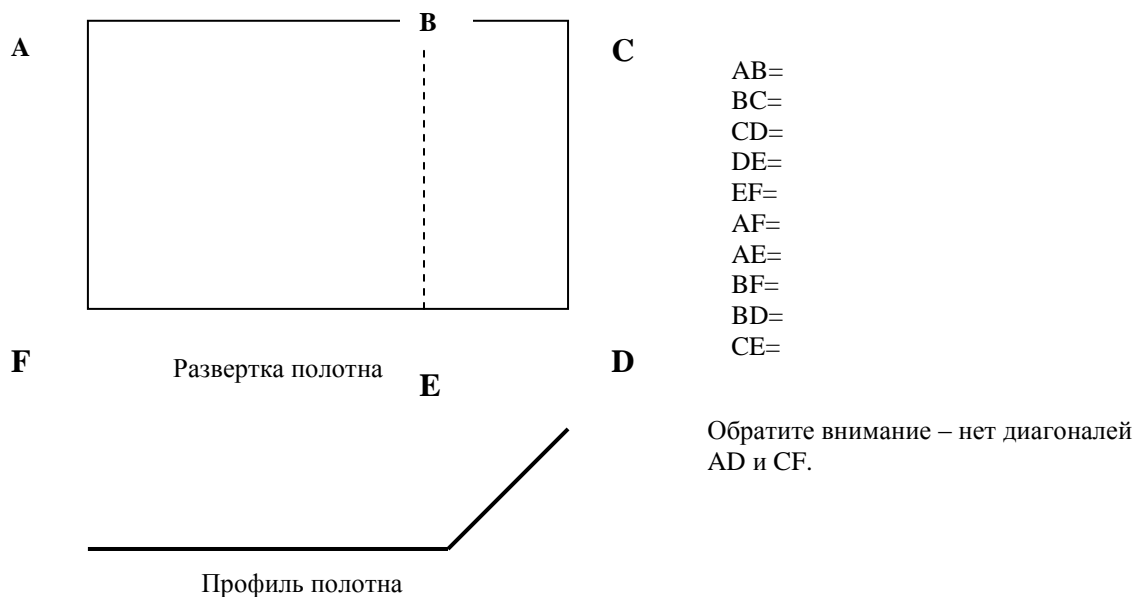 B
A
C
AB=
BC=
CD=
DE=
EF=
AF=
AE=
BF=
BD=
CE=
F
Развертка полотна
E
D
Обратите внимание – нет диагоналей
AD и CF.
Профиль полотна